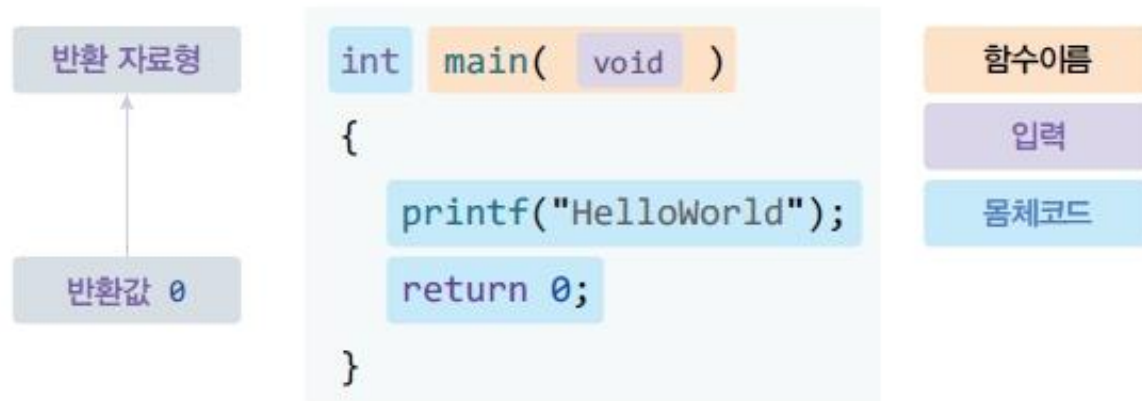 반환 자료형
int main( void )
함수이름
{
입력
printf("HelloWorld");
몸체코드
반환값 0
return 0;
}